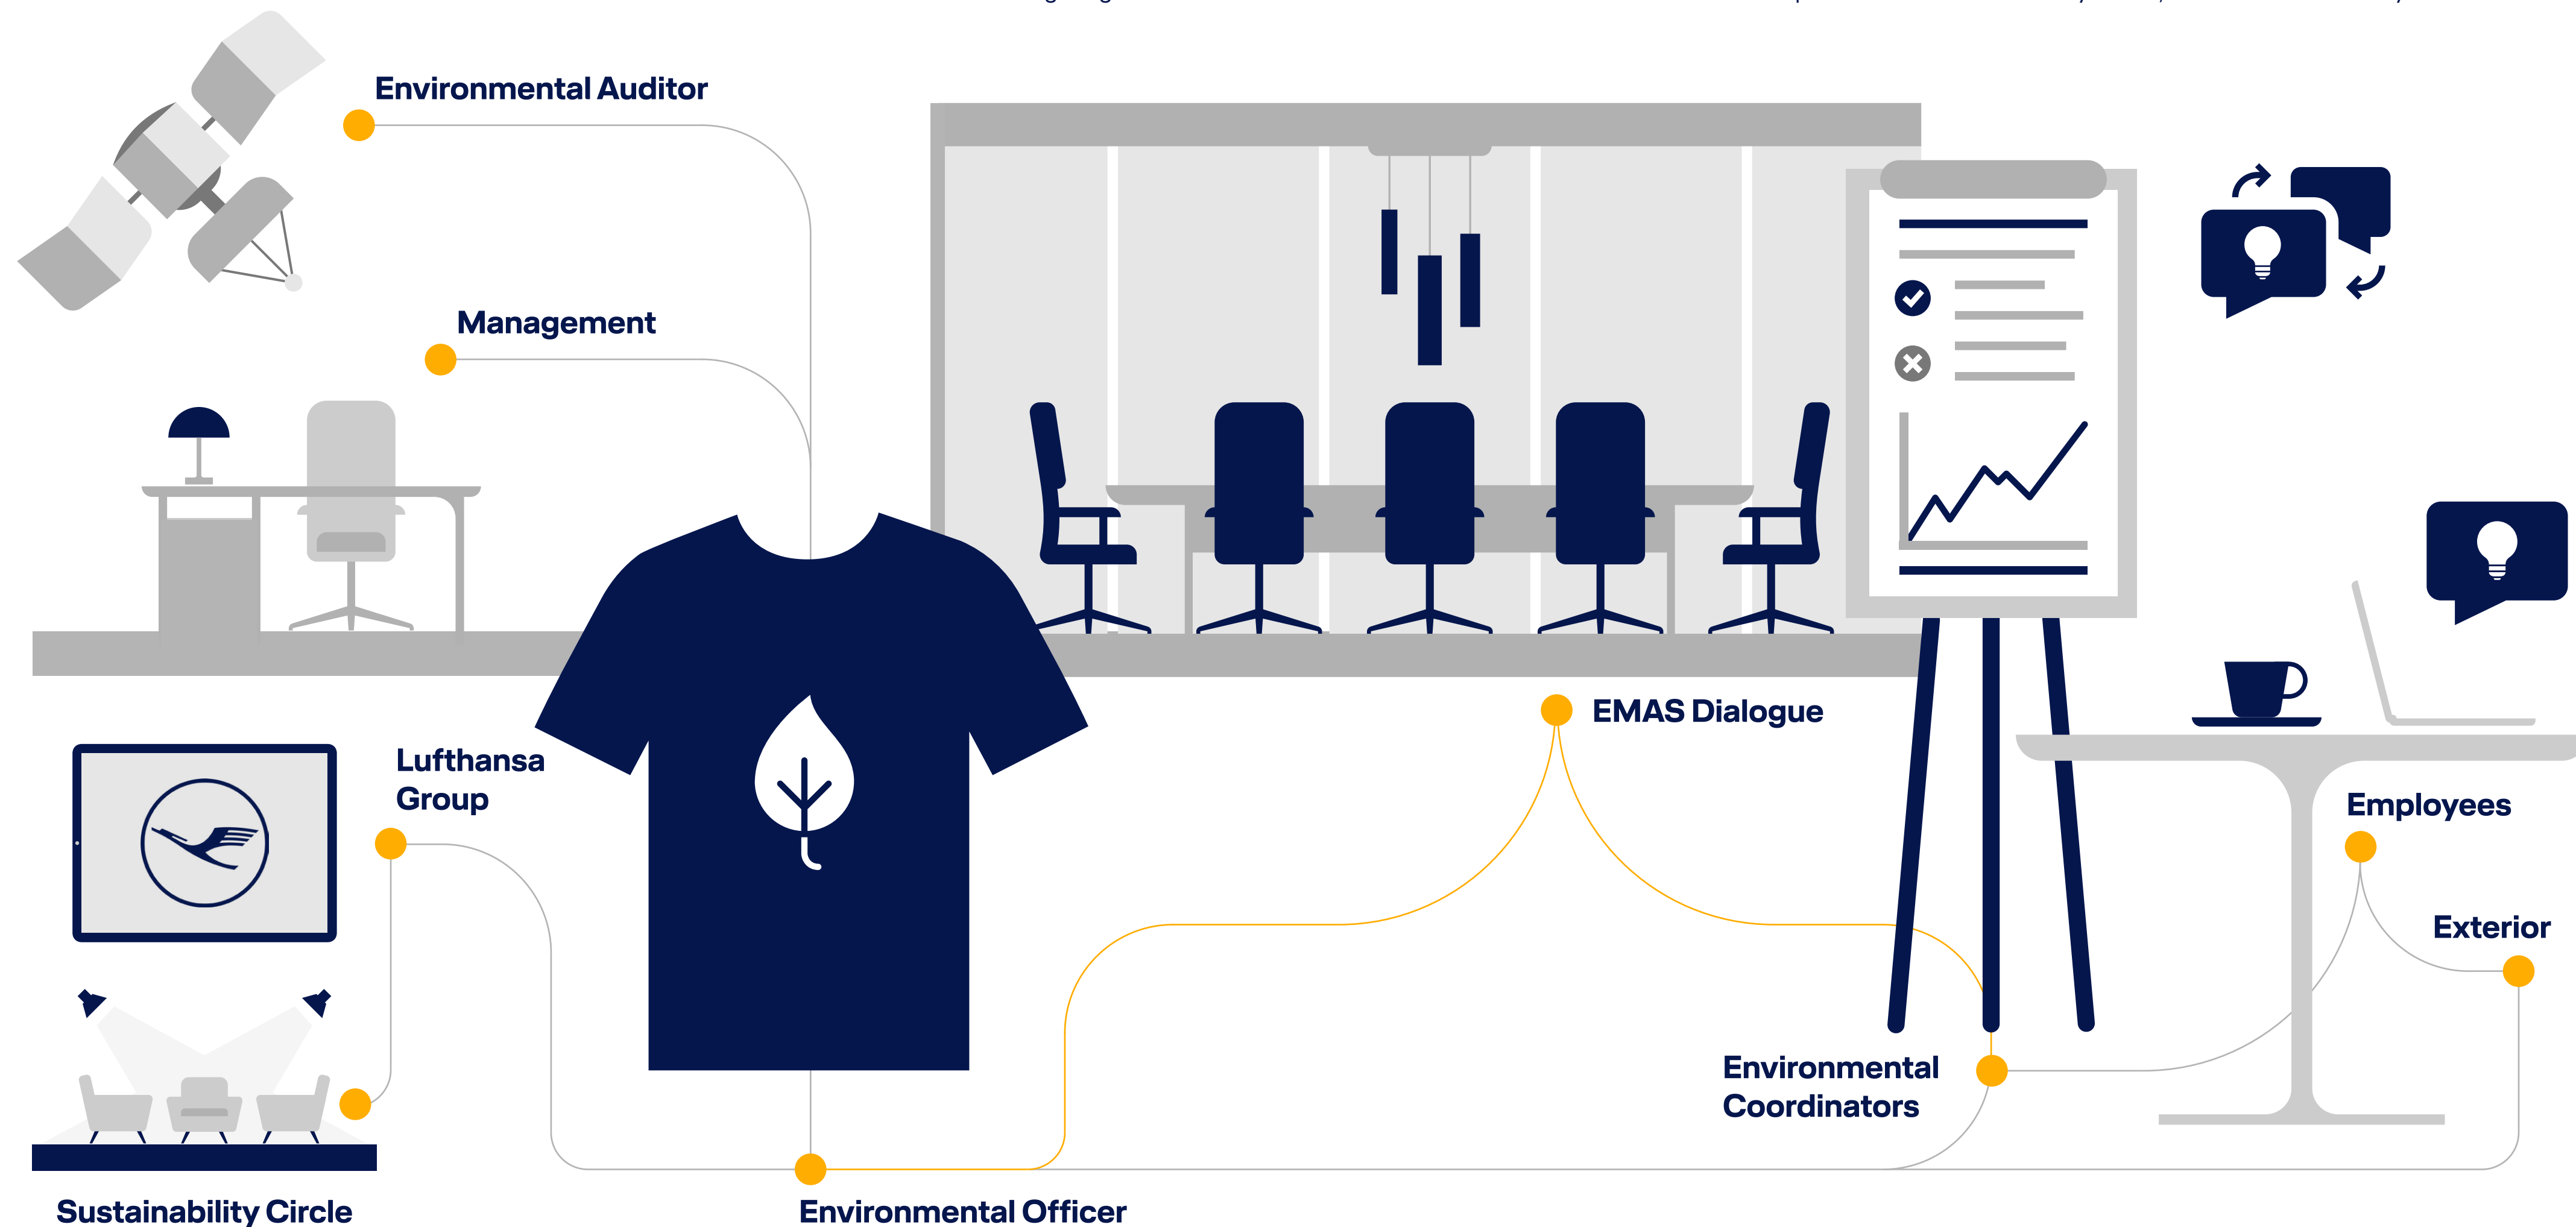 Environmental Auditor
Management
EMAS Dialogue
Lufthansa
Group
Employees
Exterior
Environmental
Coordinators
Sustainability Circle
Environmental Officer